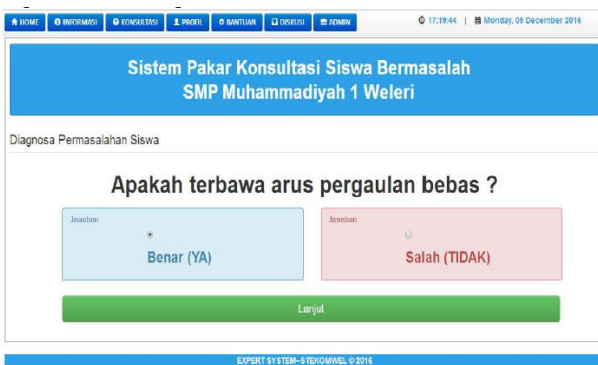 HOME INFORMASI KONSULTASI PROFIL BANTUAN DISKUSI ADMIN 17:19:44 | Monday, 05 December 2016
Sistem Pakar Konsultasi Siswa Bermasalah
SMP Muhammadiyah 1 Weleri
Diagnosa Permasalahan Siswa
Apakah terbawa arus pergaulan bebas ?
Jawaban Jawaban
Benar (YA) Salah (TIDAK)
Lanjut
EXPERT SYSTEM-STEKOMWEL © 2016